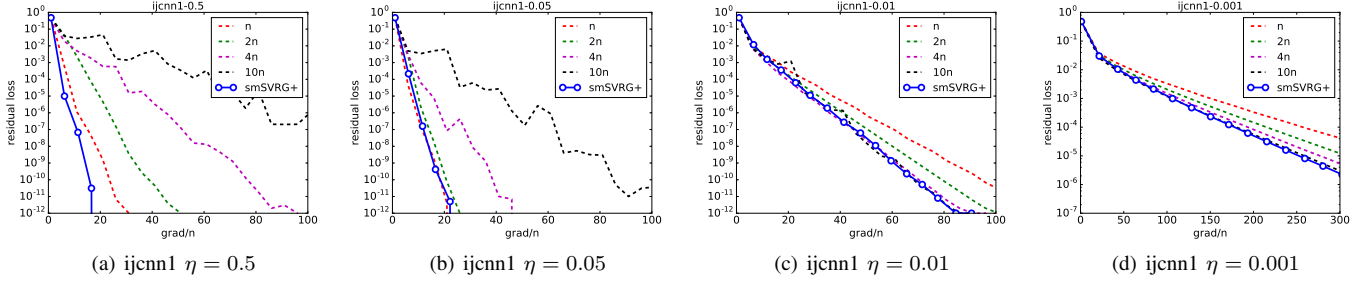 ijcnn1-0.5
residual loss
10^0
10^-1
10^-2
10^-3
10^-4
10^-5
10^-6
10^-7
10^-8
10^-9
10^-10
10^-11
10^-12
n
2n
4n
10n
smSVRG+
0 20 40 60 80 100
grad/n
(a) ijcnn1 η = 0.5
ijcnn1-0.05
residual loss
10^0
10^-1
10^-2
10^-3
10^-4
10^-5
10^-6
10^-7
10^-8
10^-9
10^-10
10^-11
10^-12
n
2n
4n
10n
smSVRG+
0 20 40 60 80 100
grad/n
(b) ijcnn1 η = 0.05
ijcnn1-0.01
residual loss
10^0
10^-1
10^-2
10^-3
10^-4
10^-5
10^-6
10^-7
10^-8
10^-9
10^-10
10^-11
10^-12
n
2n
4n
10n
smSVRG+
0 20 40 60 80 100
grad/n
(c) ijcnn1 η = 0.01
ijcnn1-0.001
residual loss
10^0
10^-1
10^-2
10^-3
10^-4
10^-5
10^-6
10^-7
n
2n
4n
10n
smSVRG+
0 50 100 150 200 250 300
grad/n
(d) ijcnn1 η = 0.001